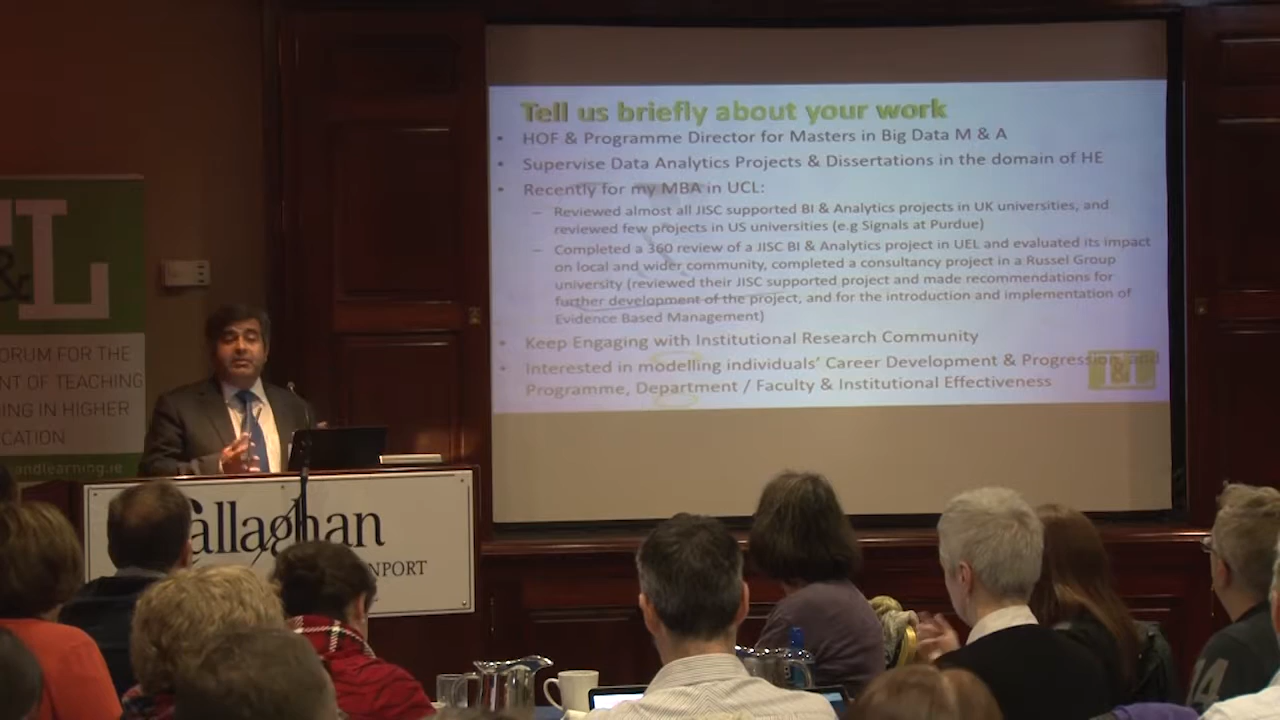 Tell us briefly about your work
• HOF & Programme Director for Masters in Big Data M & A
• Supervise Data Analytics Projects & Dissertations in the domain of HE
• Recently for my MBA in UCL:
– Reviewed almost all JISC supported BI & Analytics projects in UK universities, and
reviewed few projects in US universities (e.g Signals at Purdue)
– Completed a 360 review of a JISC BI & Analytics project in UEL and evaluated its impact
on local and wider community, completed a consultancy project in a Russel Group
university (reviewed their JISC supported project and made recommendations for
further development of the project, and for the introduction and implementation of
Evidence Based Management)
• Keep Engaging with Institutional Research Community
• Interested in modelling individuals' Career Development & Progression and
Programme, Department / Faculty & Institutional Effectiveness
T&L
&L
ORUM FOR THE
NT OF TEACHING
ING IN HIGHER
CATION
andlearning.ie
allaghan
NPORT
14